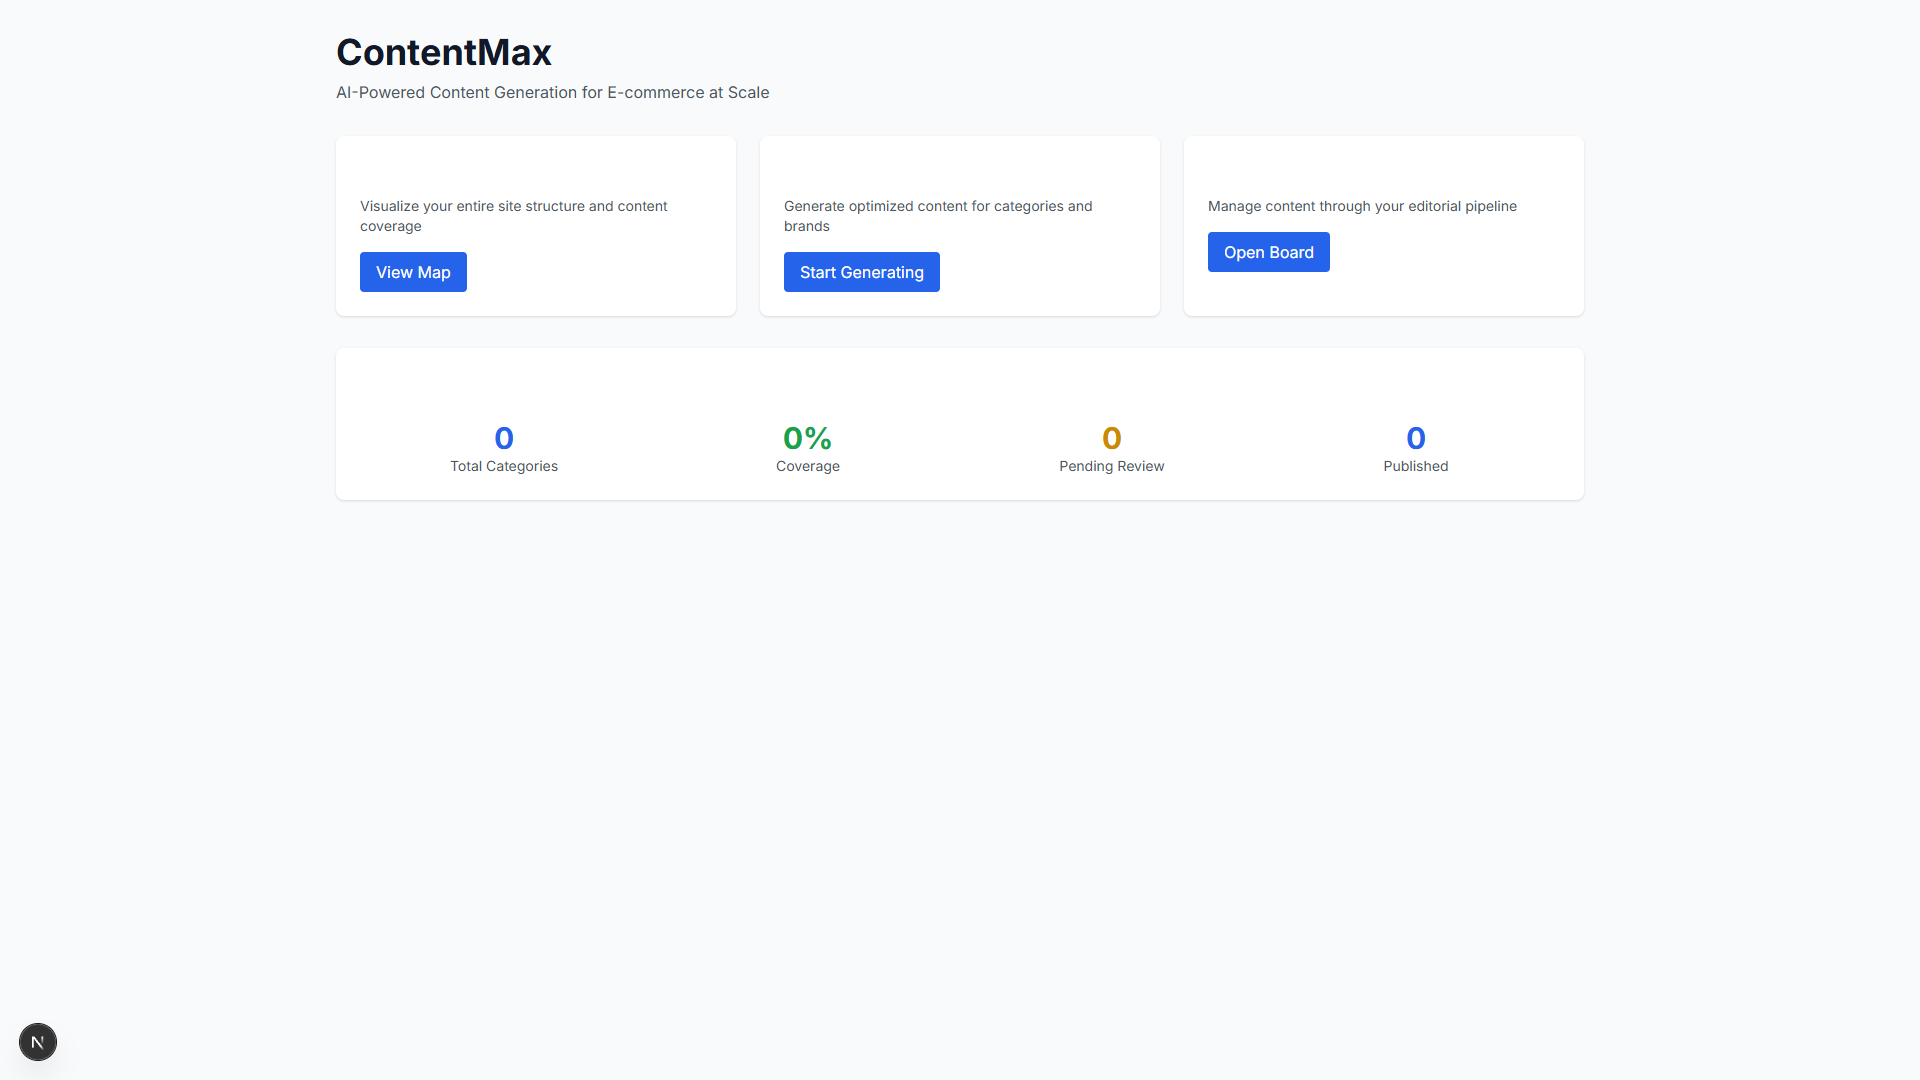 ContentMax
AI-Powered Content Generation for E-commerce at Scale
Visualize your entire site structure and content
coverage
View Map
Generate optimized content for categories and
brands
Start Generating
Manage content through your editorial pipeline
Open Board
0
Total Categories
0%
Coverage
0
Pending Review
0
Published
N